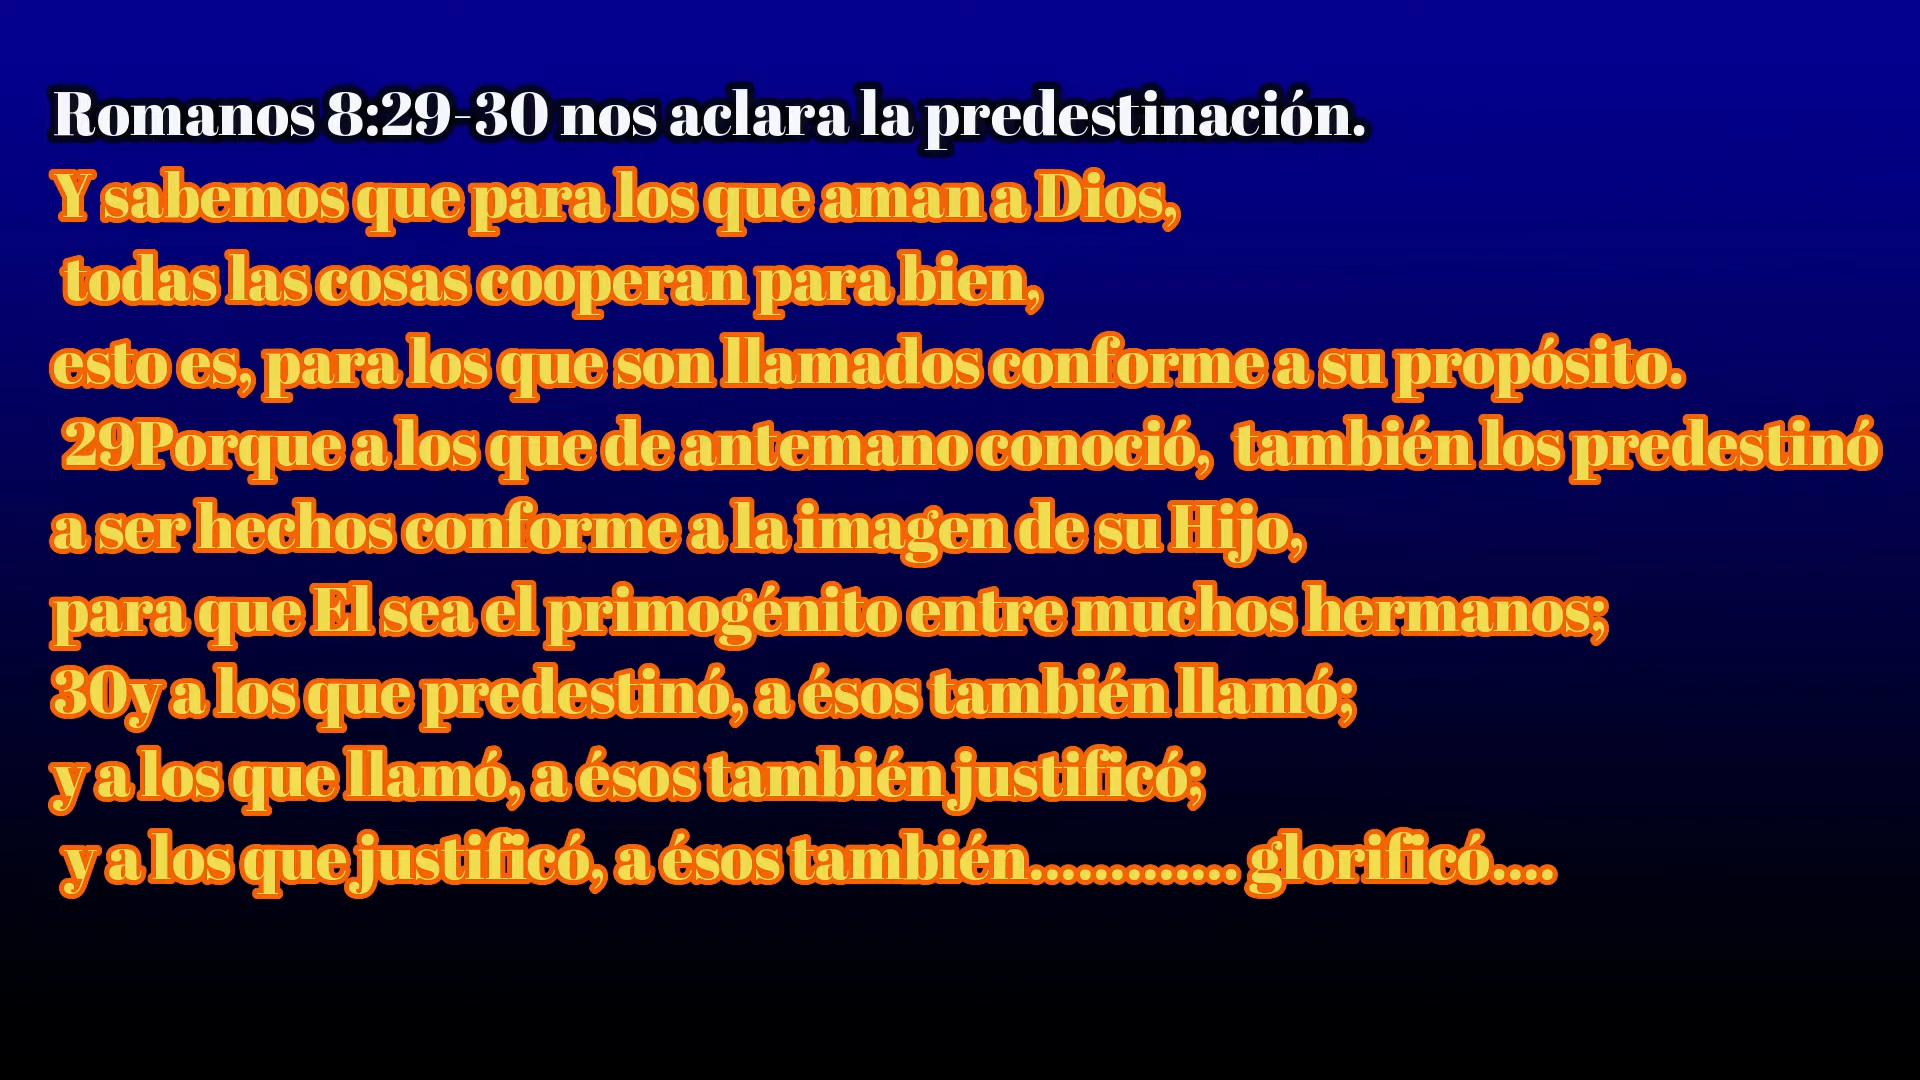 Romanos 8:29-30 nos aclara la predestinación.
Y sabemos que para los que aman a Dios,
todas las cosas cooperan para bien,
esto es, para los que son llamados conforme a su propósito.
29Porque a los que de antemano conoció, también los predestinó
a ser hechos conforme a la imagen de su Hijo,
para que El sea el primogénito entre muchos hermanos;
30y a los que predestinó, a ésos también llamó;
y a los que llamó, a ésos también justificó;
y a los que justificó, a ésos también............. glorificó....